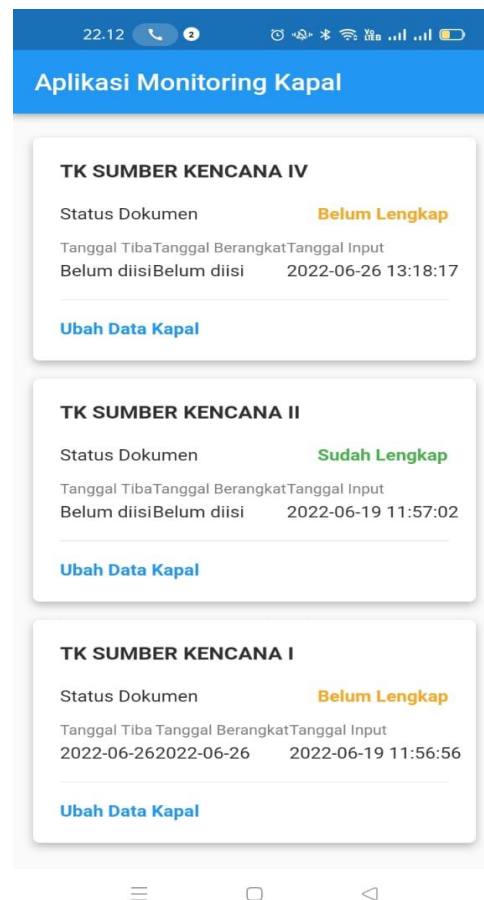 22.12 2
Aplikasi Monitoring Kapal
TK SUMBER KENCANA IV
Status Dokumen Belum Lengkap
Tanggal TibaTanggal BerangkatTanggal Input
Belum diisiBelum diisi 2022-06-26 13:18:17
Ubah Data Kapal
TK SUMBER KENCANA II
Status Dokumen Sudah Lengkap
Tanggal TibaTanggal BerangkatTanggal Input
Belum diisiBelum diisi 2022-06-19 11:57:02
Ubah Data Kapal
TK SUMBER KENCANA I
Status Dokumen Belum Lengkap
Tanggal Tiba Tanggal BerangkatTanggal Input
2022-06-262022-06-26 2022-06-19 11:56:56
Ubah Data Kapal